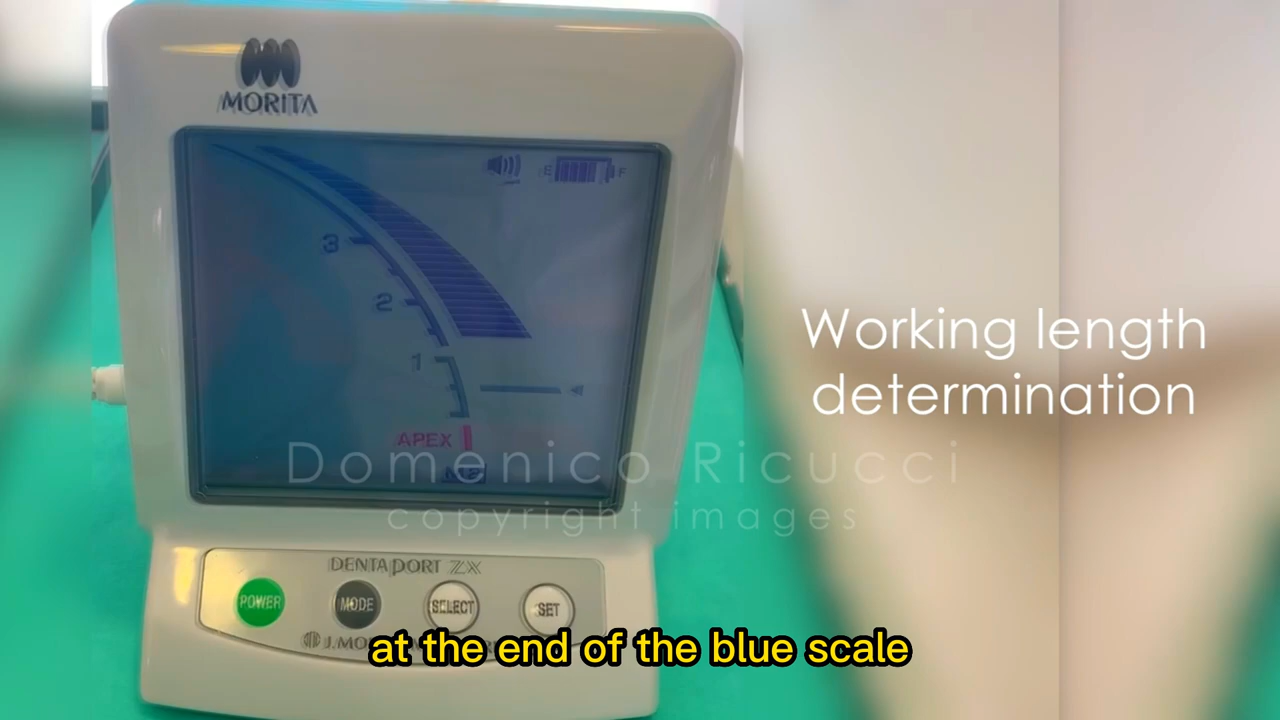 MORITA
E F
3
2
1
APEX
Working length
determination
Domenico Ricucci
copyright images
DENTAPORT ZX
POWER
MODE
SELECT
SET
at the end of the blue scale